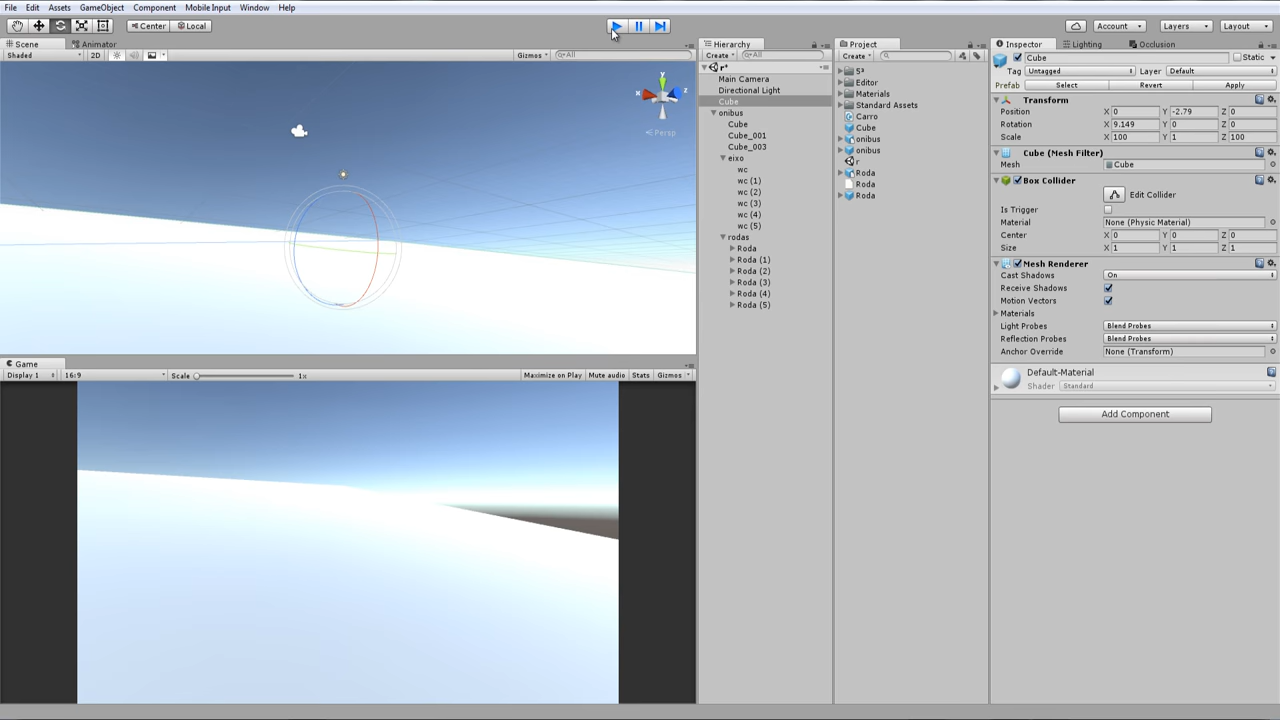 File Edit Assets GameObject Component Mobile Input Window Help
Center Local Account Layers Layout
Scene Animator
Shaded 2D Gizmos All
Persp
x y z
Game
Display 1 16:9 Scale 1x Maximize on Play Mute audio Stats Gizmos
Hierarchy
Create All
r*
Main Camera
Directional Light
Cube
onibus
Cube
Cube_001
Cube_003
eixo
wc
wc (1)
wc (2)
wc (3)
wc (4)
wc (5)
rodas
Roda
Roda (1)
Roda (2)
Roda (3)
Roda (4)
Roda (5)
Project
Create
S³
Editor
Materials
Standard Assets
Carro
Cube
onibus
onibus
r
Roda
Roda
Roda
Inspector Lighting Occlusion
Cube Static
Tag Untagged Layer Default
Prefab Select Revert Apply
Transform
Position X 0 Y -2.79 Z 0
Rotation X 9.149 Y 0 Z 0
Scale X 100 Y 1 Z 100
Cube (Mesh Filter)
Mesh Cube
Box Collider
Edit Collider
Is Trigger
Material None (Physic Material)
Center X 0 Y 0 Z 0
Size X 1 Y 1 Z 1
Mesh Renderer
Cast Shadows On
Receive Shadows
Motion Vectors
Materials
Light Probes Blend Probes
Reflection Probes Blend Probes
Anchor Override None (Transform)
Default-Material
Shader Standard
Add Component